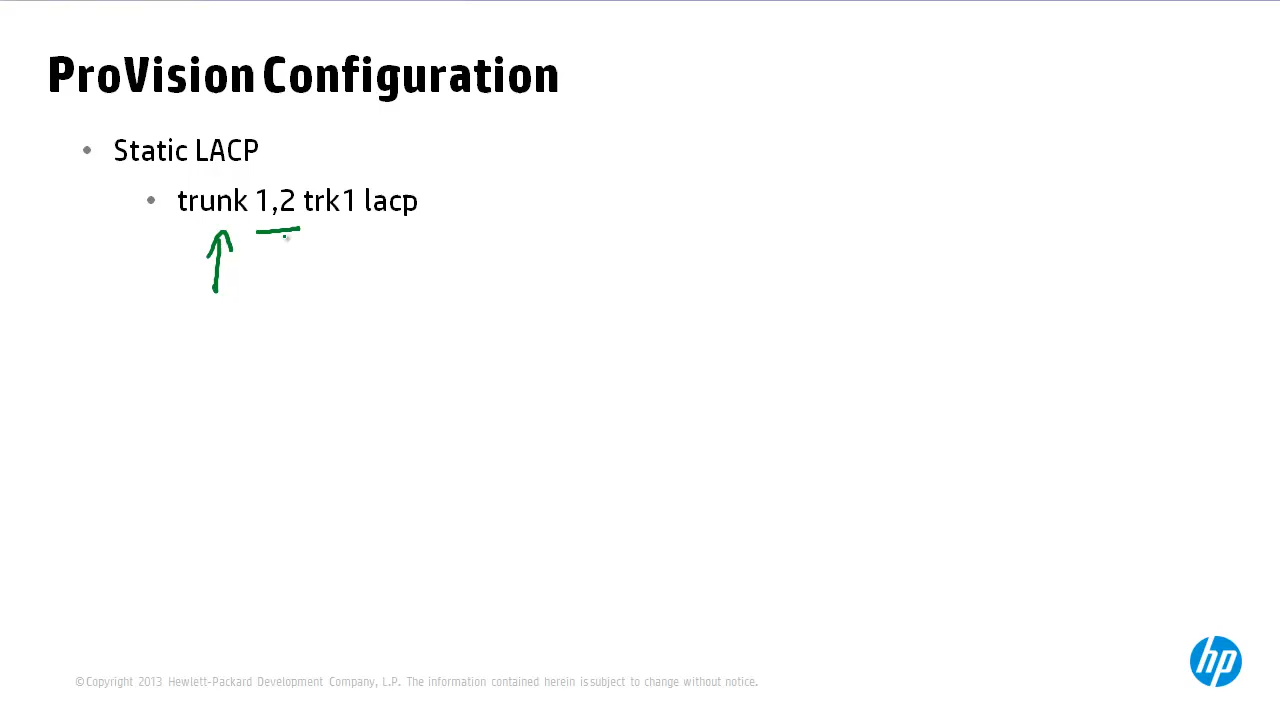 ProVision Configuration
• Static LACP
• trunk 1,2 trk1 lacp
hp
©Copyright 2013 Hewlett-Packard Development Company, L.P. The information contained herein is subject to change without notice.